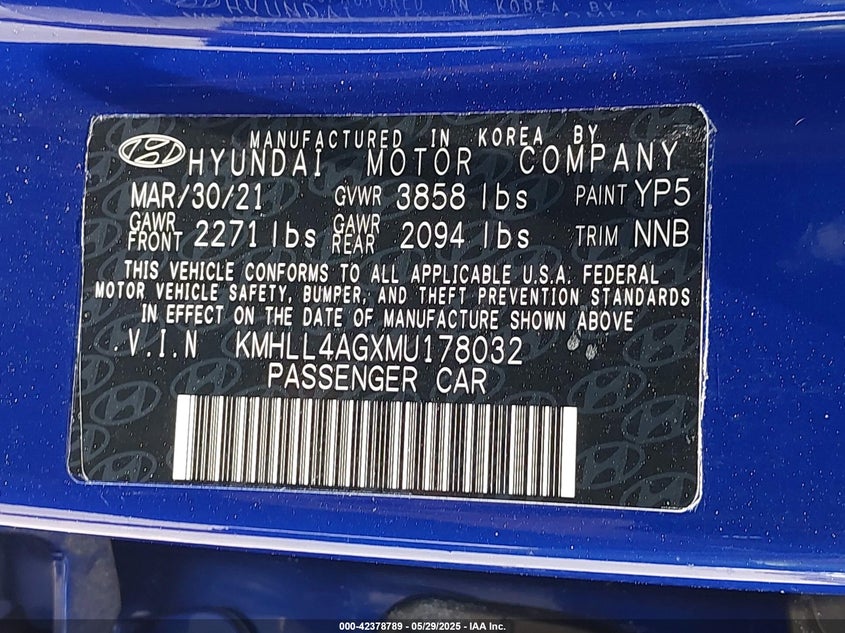 MANUFACTURED IN KOREA BY
HYUNDAI MOTOR COMPANY
MAR/30/21 GVWR 3858 lbs PAINT YP5
GAWR FRONT 2271 lbs GAWR REAR 2094 lbs TRIM NNB
THIS VEHICLE CONFORMS TO ALL APPLICABLE U.S.A. FEDERAL
MOTOR VEHICLE SAFETY, BUMPER, AND THEFT PREVENTION STANDARDS
IN EFFECT ON THE DATE OF MANUFACTURE SHOWN ABOVE
V.I.N KMHLL4AGXMU178032
PASSENGER CAR
000-42378789 - 05/29/2025 - IAA Inc.